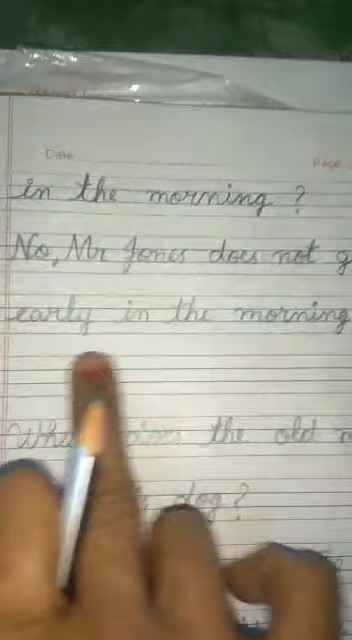 Date
Page
in the morning ?
No, Mr Jones does not g
early in the morning
the old
dog?